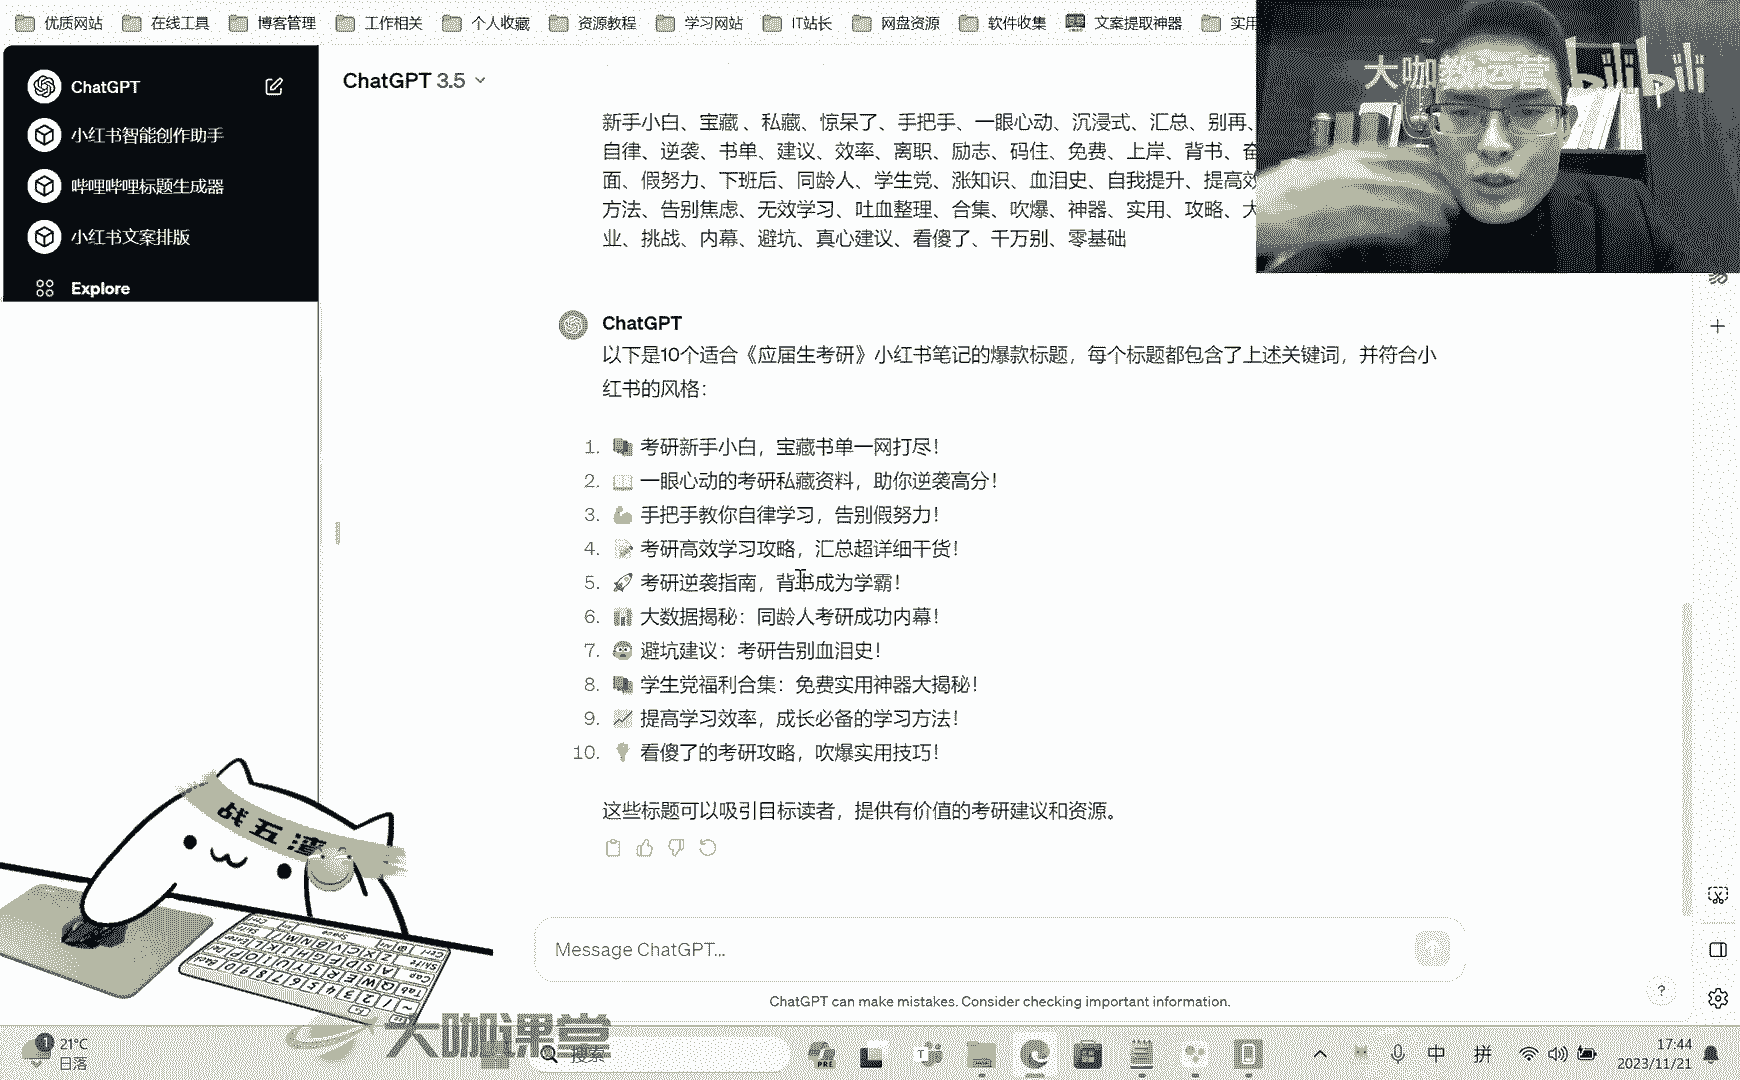 优质网站 在线工具 博客管理 工作相关 个人收藏 资源教程 学习网站 IT站长 网盘资源 软件收集 文案提取神器 实用
大咖教运营 bilibili
ChatGPT
小红书智能创作助手
哔哩哔哩标题生成器
小红书文案排版
Explore
ChatGPT 3.5
新手小白、宝藏、私藏、惊呆了、手把手、一眼心动、沉浸式、汇总、别再、
自律、逆袭、书单、建议、效率、离职、励志、码住、免费、上岸、背书、奋
面、假努力、下班后、同龄人、学生党、涨知识、血泪史、自我提升、提高效
方法、告别焦虑、无效学习、吐血整理、合集、吹爆、神器、实用、攻略、大
业、挑战、内幕、避坑、真心建议、看傻了、千万别、零基础
ChatGPT
以下是10个适合《应届生考研》小红书笔记的爆款标题，每个标题都包含了上述关键词，并符合小
红书的风格：
1. 考研新手小白，宝藏书单一网打尽！
2. 一眼心动的考研私藏资料，助你逆袭高分！
3. 手把手教你自律学习，告别假努力！
4. 考研高效学习攻略，汇总超详细干货！
5. 考研逆袭指南，背书成为学霸！
6. 大数据揭秘：同龄人考研成功内幕！
7. 避坑建议：考研告别血泪史！
8. 学生党福利合集：免费实用神器大揭秘！
9. 提高学习效率，成长必备的学习方法！
10. 看傻了的考研攻略，吹爆实用技巧！
这些标题可以吸引目标读者，提供有价值的考研建议和资源。
Message ChatGPT...
ChatGPT can make mistakes. Consider checking important information.
?
战五渣
大咖课堂
搜索
1
21°C
日落
PRE
中 拼
17:44
2023/11/21